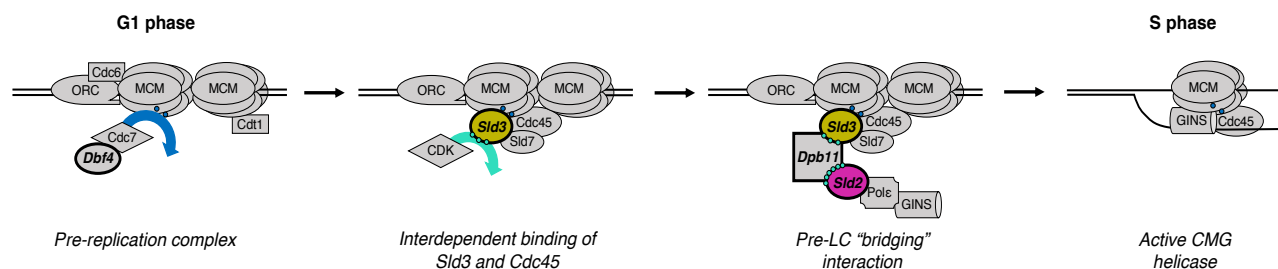 G1 phase
S phase
Cdc6
ORC
MCM
MCM
Cdc7
Dbf4
Cdt1
ORC
MCM
MCM
Sld3
Cdc45
Sld7
CDK
ORC
MCM
MCM
Sld3
Cdc45
Sld7
Dpb11
Sld2
Polε
GINS
MCM
GINS
Cdc45
Pre-replication complex
Interdependent binding of
Sld3 and Cdc45
Pre-LC “bridging”
interaction
Active CMG
helicase